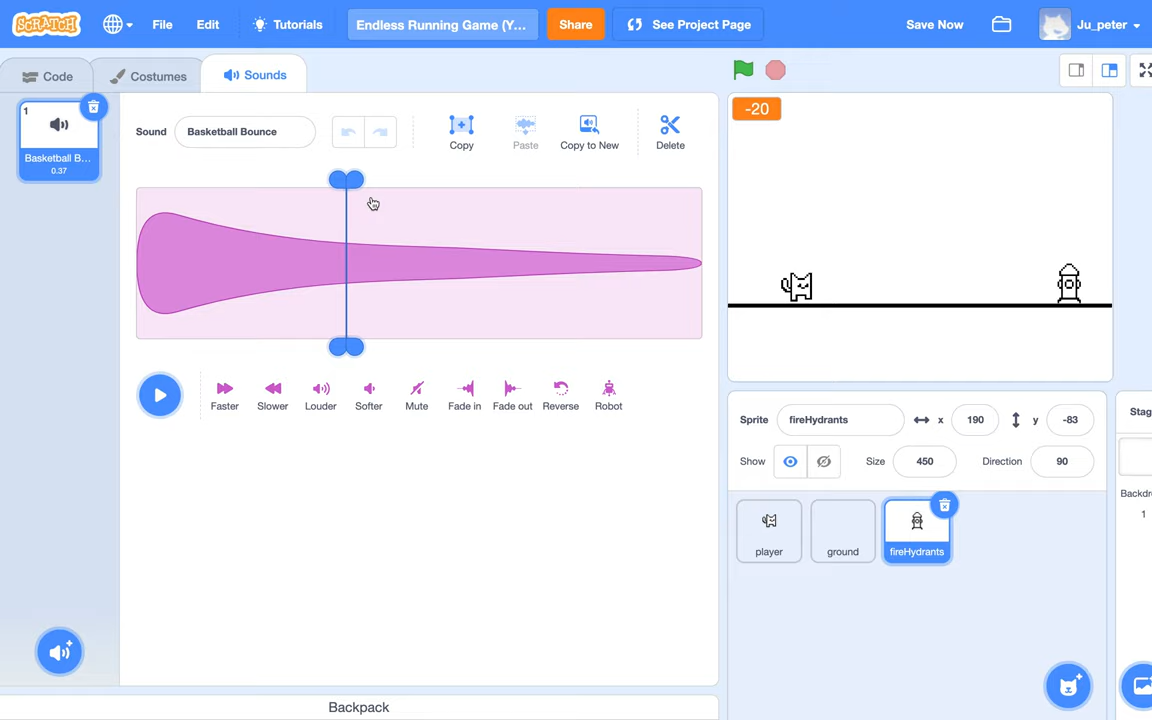 SCRATCH File Edit Tutorials Endless Running Game (Y... Share See Project Page Save Now Ju_peter
Code Costumes Sounds
1
Basketball B...
0.37
Sound Basketball Bounce
Copy Paste Copy to New Delete
Faster Slower Louder Softer Mute Fade in Fade out Reverse Robot
-20
Sprite fireHydrants x 190 y -83
Show Size 450 Direction 90
player ground fireHydrants
Stag
Backdro
1
Backpack